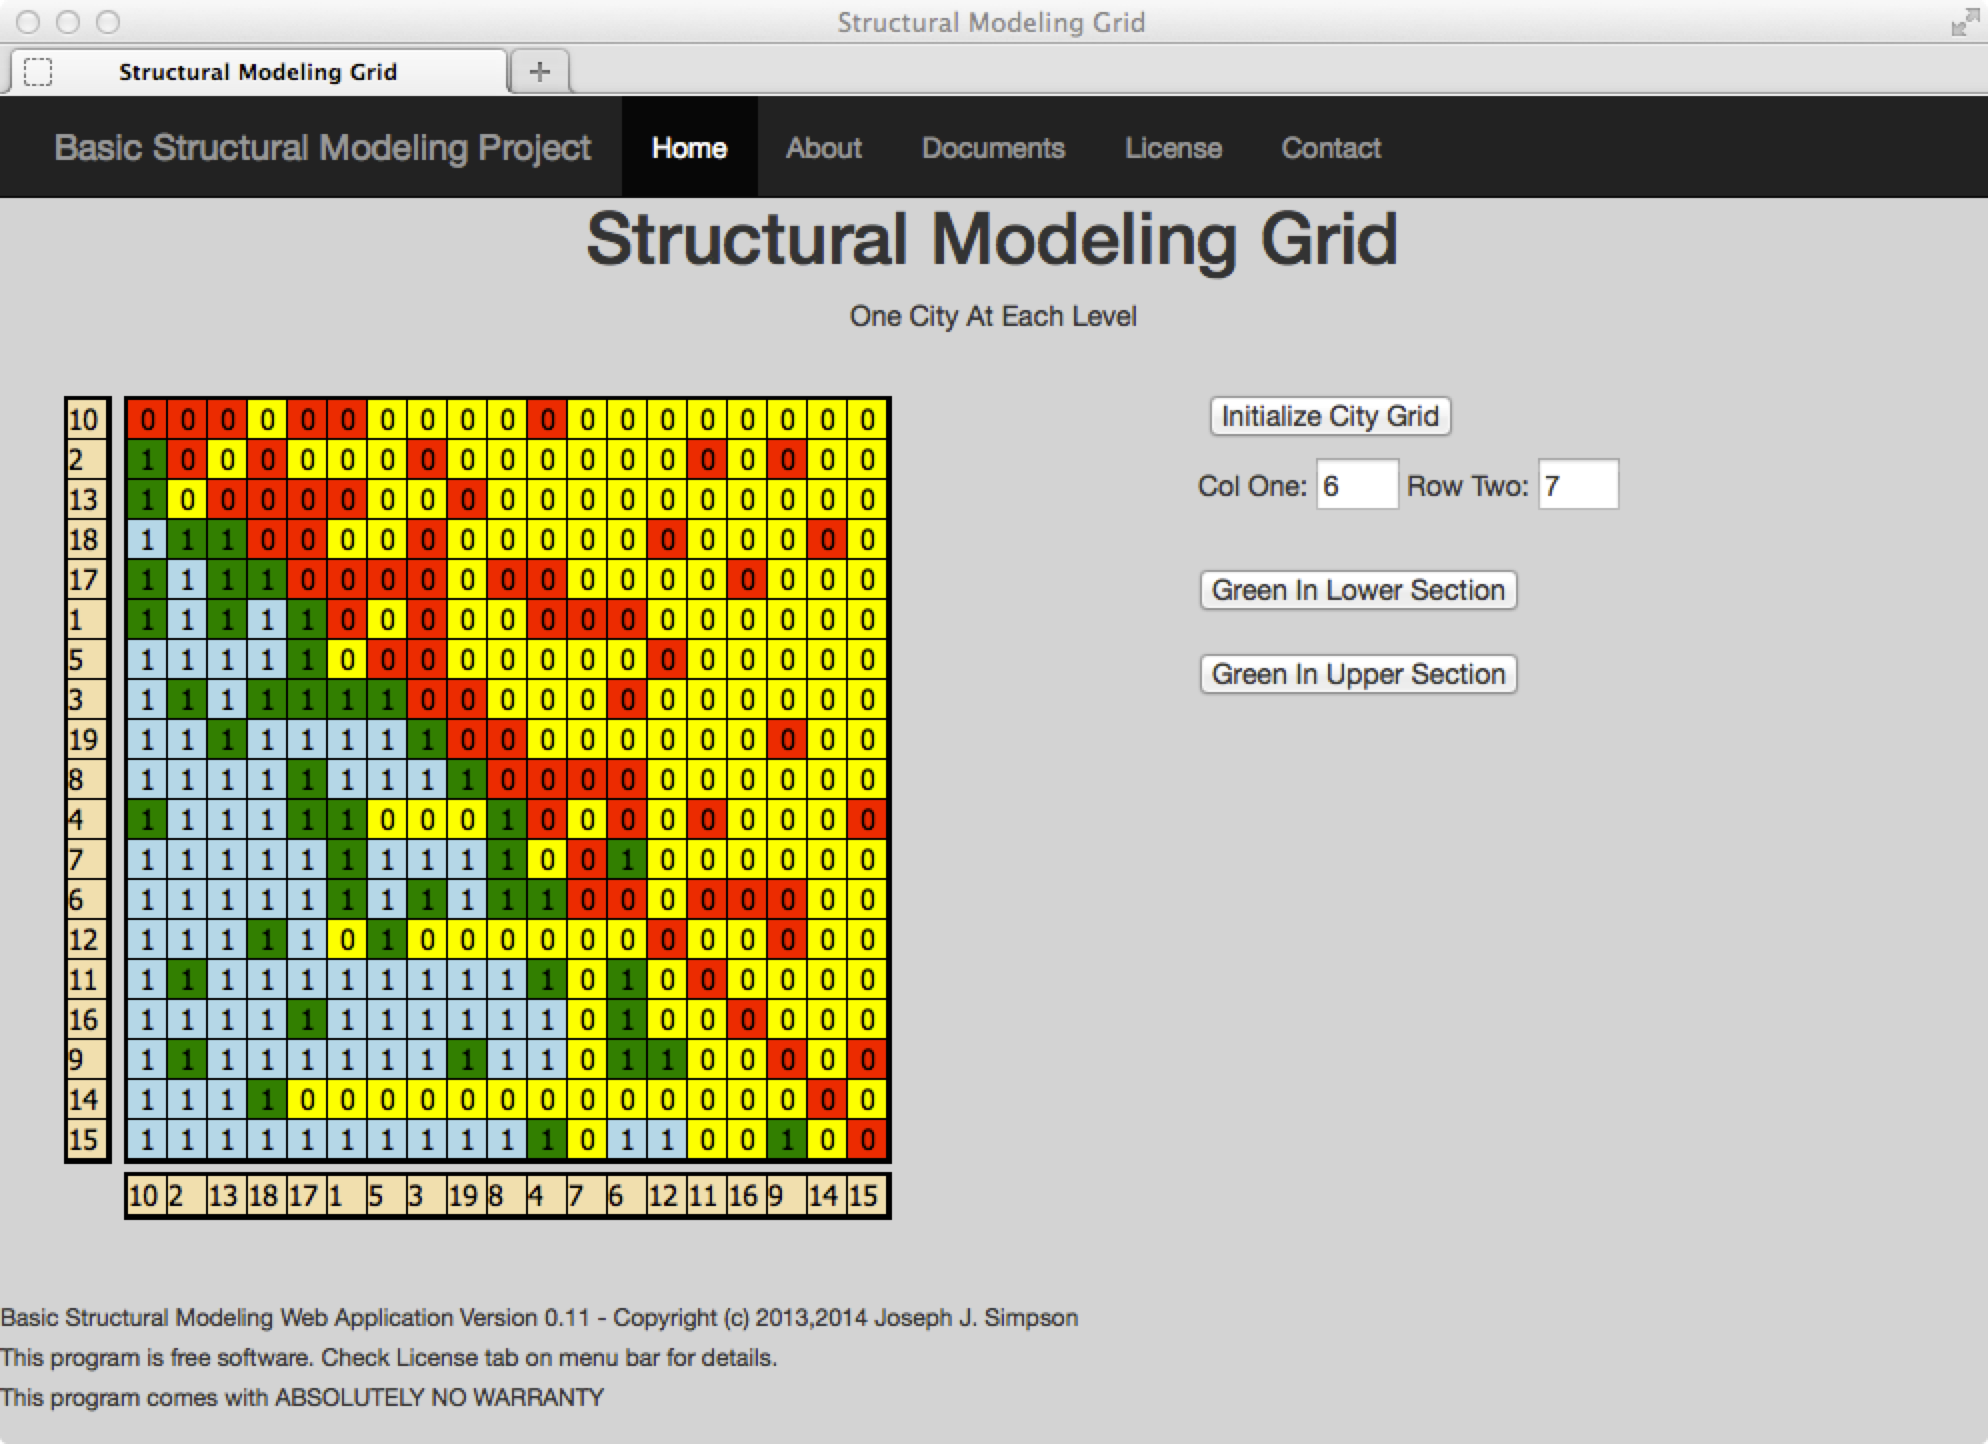 Structural Modeling Grid
Structural Modeling Grid +
Basic Structural Modeling Project Home About Documents License Contact
Structural Modeling Grid
One City At Each Level
10 0 0 0 0 0 0 0 0 0 0 0 0 0 0 0 0 0 0 0
Initialize City Grid
2 1 0 0 0 0 0 0 0 0 0 0 0 0 0 0 0 0 0 0
Col One: 6 Row Two: 7
13 1 0 0 0 0 0 0 0 0 0 0 0 0 0 0 0 0 0 0
18 1 1 1 0 0 0 0 0 0 0 0 0 0 0 0 0 0 0 0
17 1 1 1 1 0 0 0 0 0 0 0 0 0 0 0 0 0 0 0
Green In Lower Section
1 1 1 1 1 1 0 0 0 0 0 0 0 0 0 0 0 0 0 0
5 1 1 1 1 1 0 0 0 0 0 0 0 0 0 0 0 0 0 0
Green In Upper Section
3 1 1 1 1 1 1 1 0 0 0 0 0 0 0 0 0 0 0 0
19 1 1 1 1 1 1 1 1 0 0 0 0 0 0 0 0 0 0 0
8 1 1 1 1 1 1 1 1 1 0 0 0 0 0 0 0 0 0 0
4 1 1 1 1 1 1 0 0 0 1 0 0 0 0 0 0 0 0 0
7 1 1 1 1 1 1 1 1 1 1 0 0 1 0 0 0 0 0 0
6 1 1 1 1 1 1 1 1 1 1 1 0 0 0 0 0 0 0 0
12 1 1 1 1 1 0 1 0 0 0 0 0 0 0 0 0 0 0 0
11 1 1 1 1 1 1 1 1 1 1 1 0 1 0 0 0 0 0 0
16 1 1 1 1 1 1 1 1 1 1 1 0 1 0 0 0 0 0 0
9 1 1 1 1 1 1 1 1 1 1 1 0 1 1 0 0 0 0 0
14 1 1 1 1 0 0 0 0 0 0 0 0 0 0 0 0 0 0 0
15 1 1 1 1 1 1 1 1 1 1 1 0 1 1 0 0 1 0 0
10 2 13 18 17 1 5 3 19 8 4 7 6 12 11 16 9 14 15
Basic Structural Modeling Web Application Version 0.11 - Copyright (c) 2013,2014 Joseph J. Simpson
This program is free software. Check License tab on menu bar for details.
This program comes with ABSOLUTELY NO WARRANTY